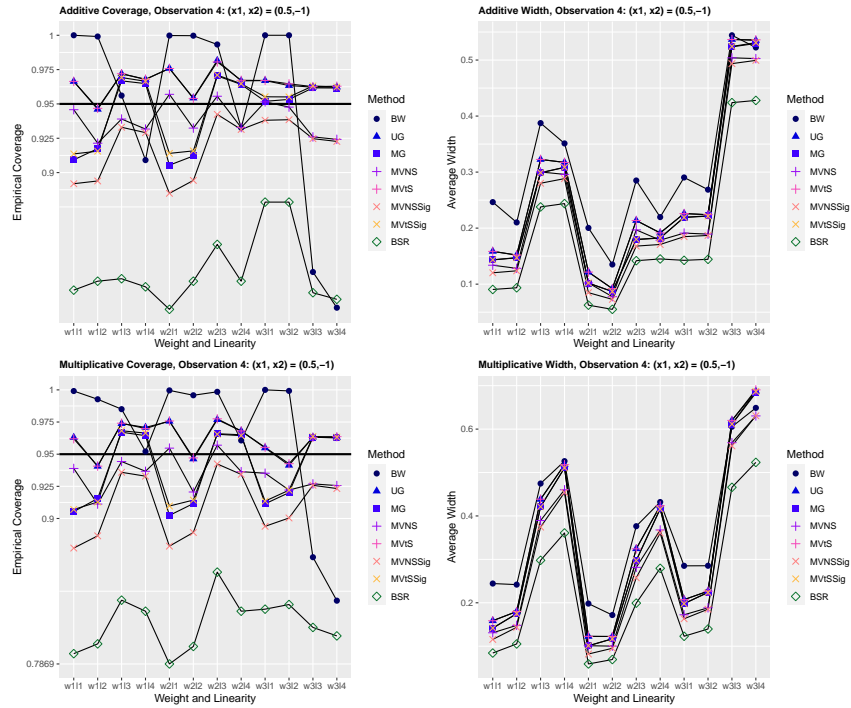 Additive Coverage, Observation 4: (x1, x2) = (0.5,−1)
Empirical Coverage
1
0.975
0.95
0.925
0.9
w1l1 w1l2 w1l3 w1l4 w2l1 w2l2 w2l3 w2l4 w3l1 w3l2 w3l3 w3l4
Weight and Linearity
Method
BW
UG
MG
MVNS
MVtS
MVNSSig
MVtSSig
BSR
Additive Width, Observation 4: (x1, x2) = (0.5,−1)
Average Width
0.5
0.4
0.3
0.2
0.1
w1l1 w1l2 w1l3 w1l4 w2l1 w2l2 w2l3 w2l4 w3l1 w3l2 w3l3 w3l4
Weight and Linearity
Method
BW
UG
MG
MVNS
MVtS
MVNSSig
MVtSSig
BSR
Multiplicative Coverage, Observation 4: (x1, x2) = (0.5,−1)
Empirical Coverage
1
0.975
0.95
0.925
0.9
0.7869
w1l1 w1l2 w1l3 w1l4 w2l1 w2l2 w2l3 w2l4 w3l1 w3l2 w3l3 w3l4
Weight and Linearity
Method
BW
UG
MG
MVNS
MVtS
MVNSSig
MVtSSig
BSR
Multiplicative Width, Observation 4: (x1, x2) = (0.5,−1)
Average Width
0.6
0.4
0.2
w1l1 w1l2 w1l3 w1l4 w2l1 w2l2 w2l3 w2l4 w3l1 w3l2 w3l3 w3l4
Weight and Linearity
Method
BW
UG
MG
MVNS
MVtS
MVNSSig
MVtSSig
BSR